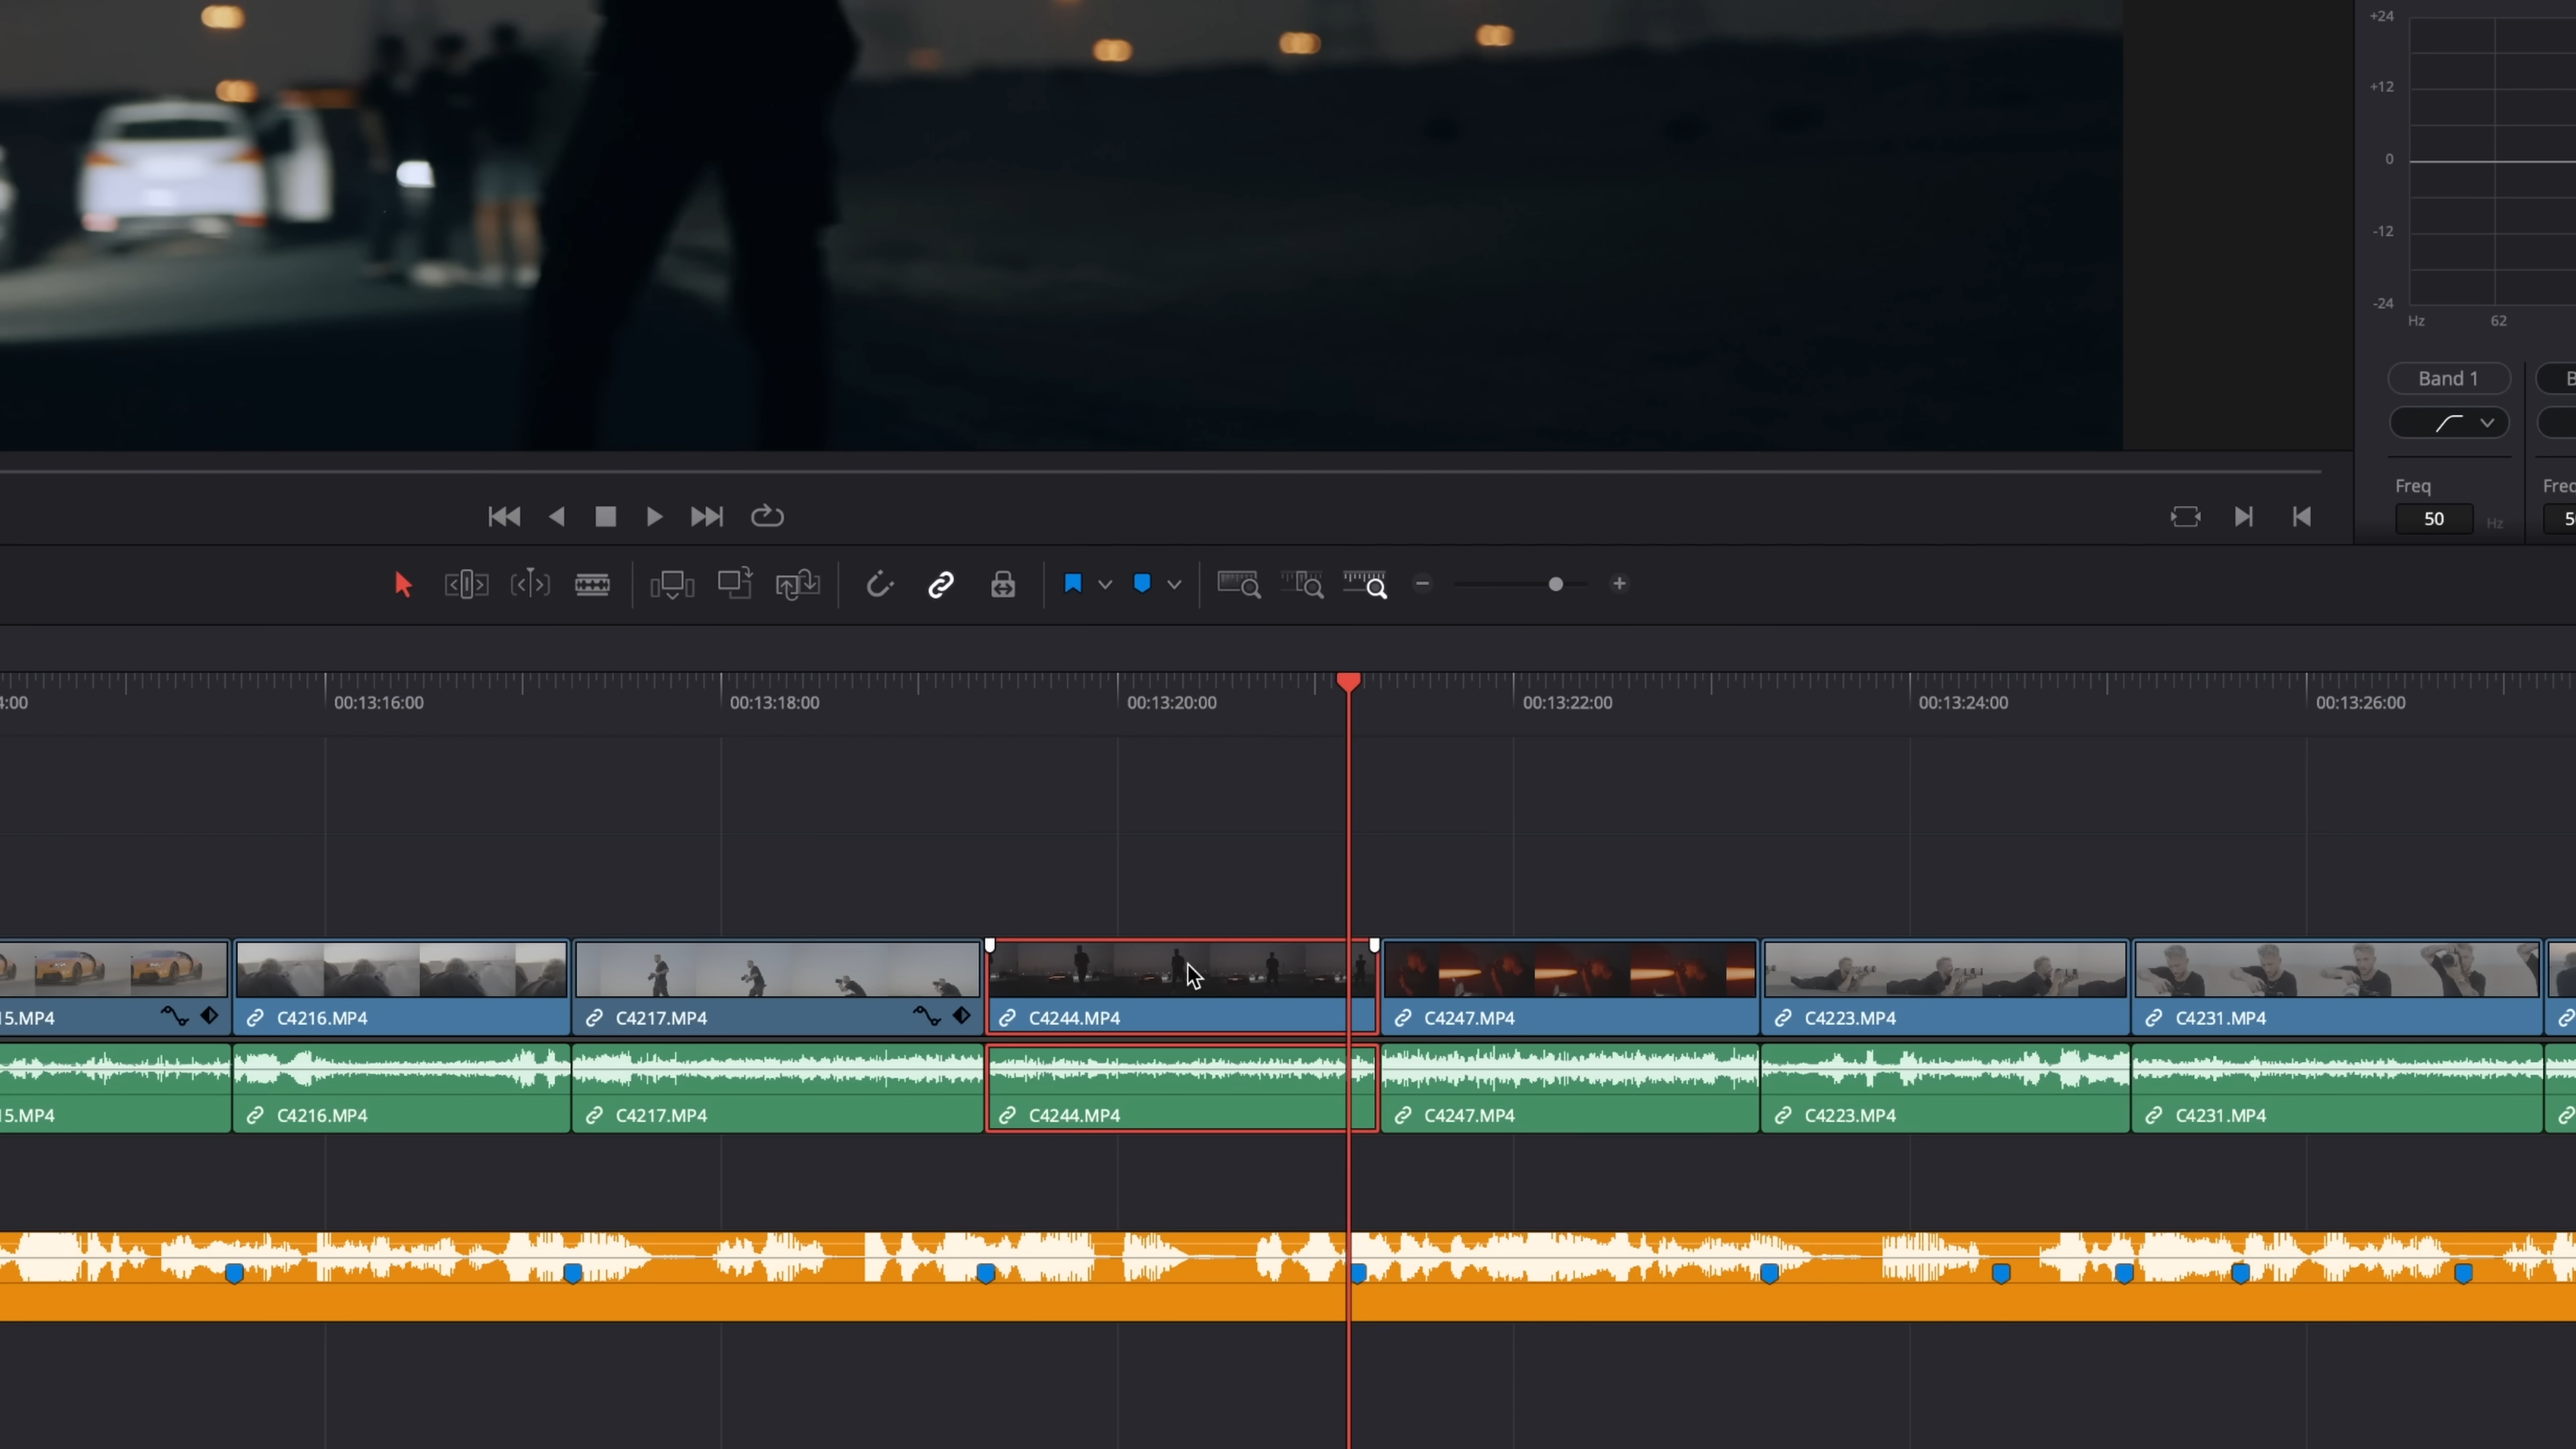 +24
+12
0
-12
-24
Hz 62
Band 1
Freq
50 Hz
4:00 00:13:16:00 00:13:18:00 00:13:20:00 00:13:22:00 00:13:24:00 00:13:26:00
15.MP4 C4216.MP4 C4217.MP4 C4244.MP4 C4247.MP4 C4223.MP4 C4231.MP4
15.MP4 C4216.MP4 C4217.MP4 C4244.MP4 C4247.MP4 C4223.MP4 C4231.MP4